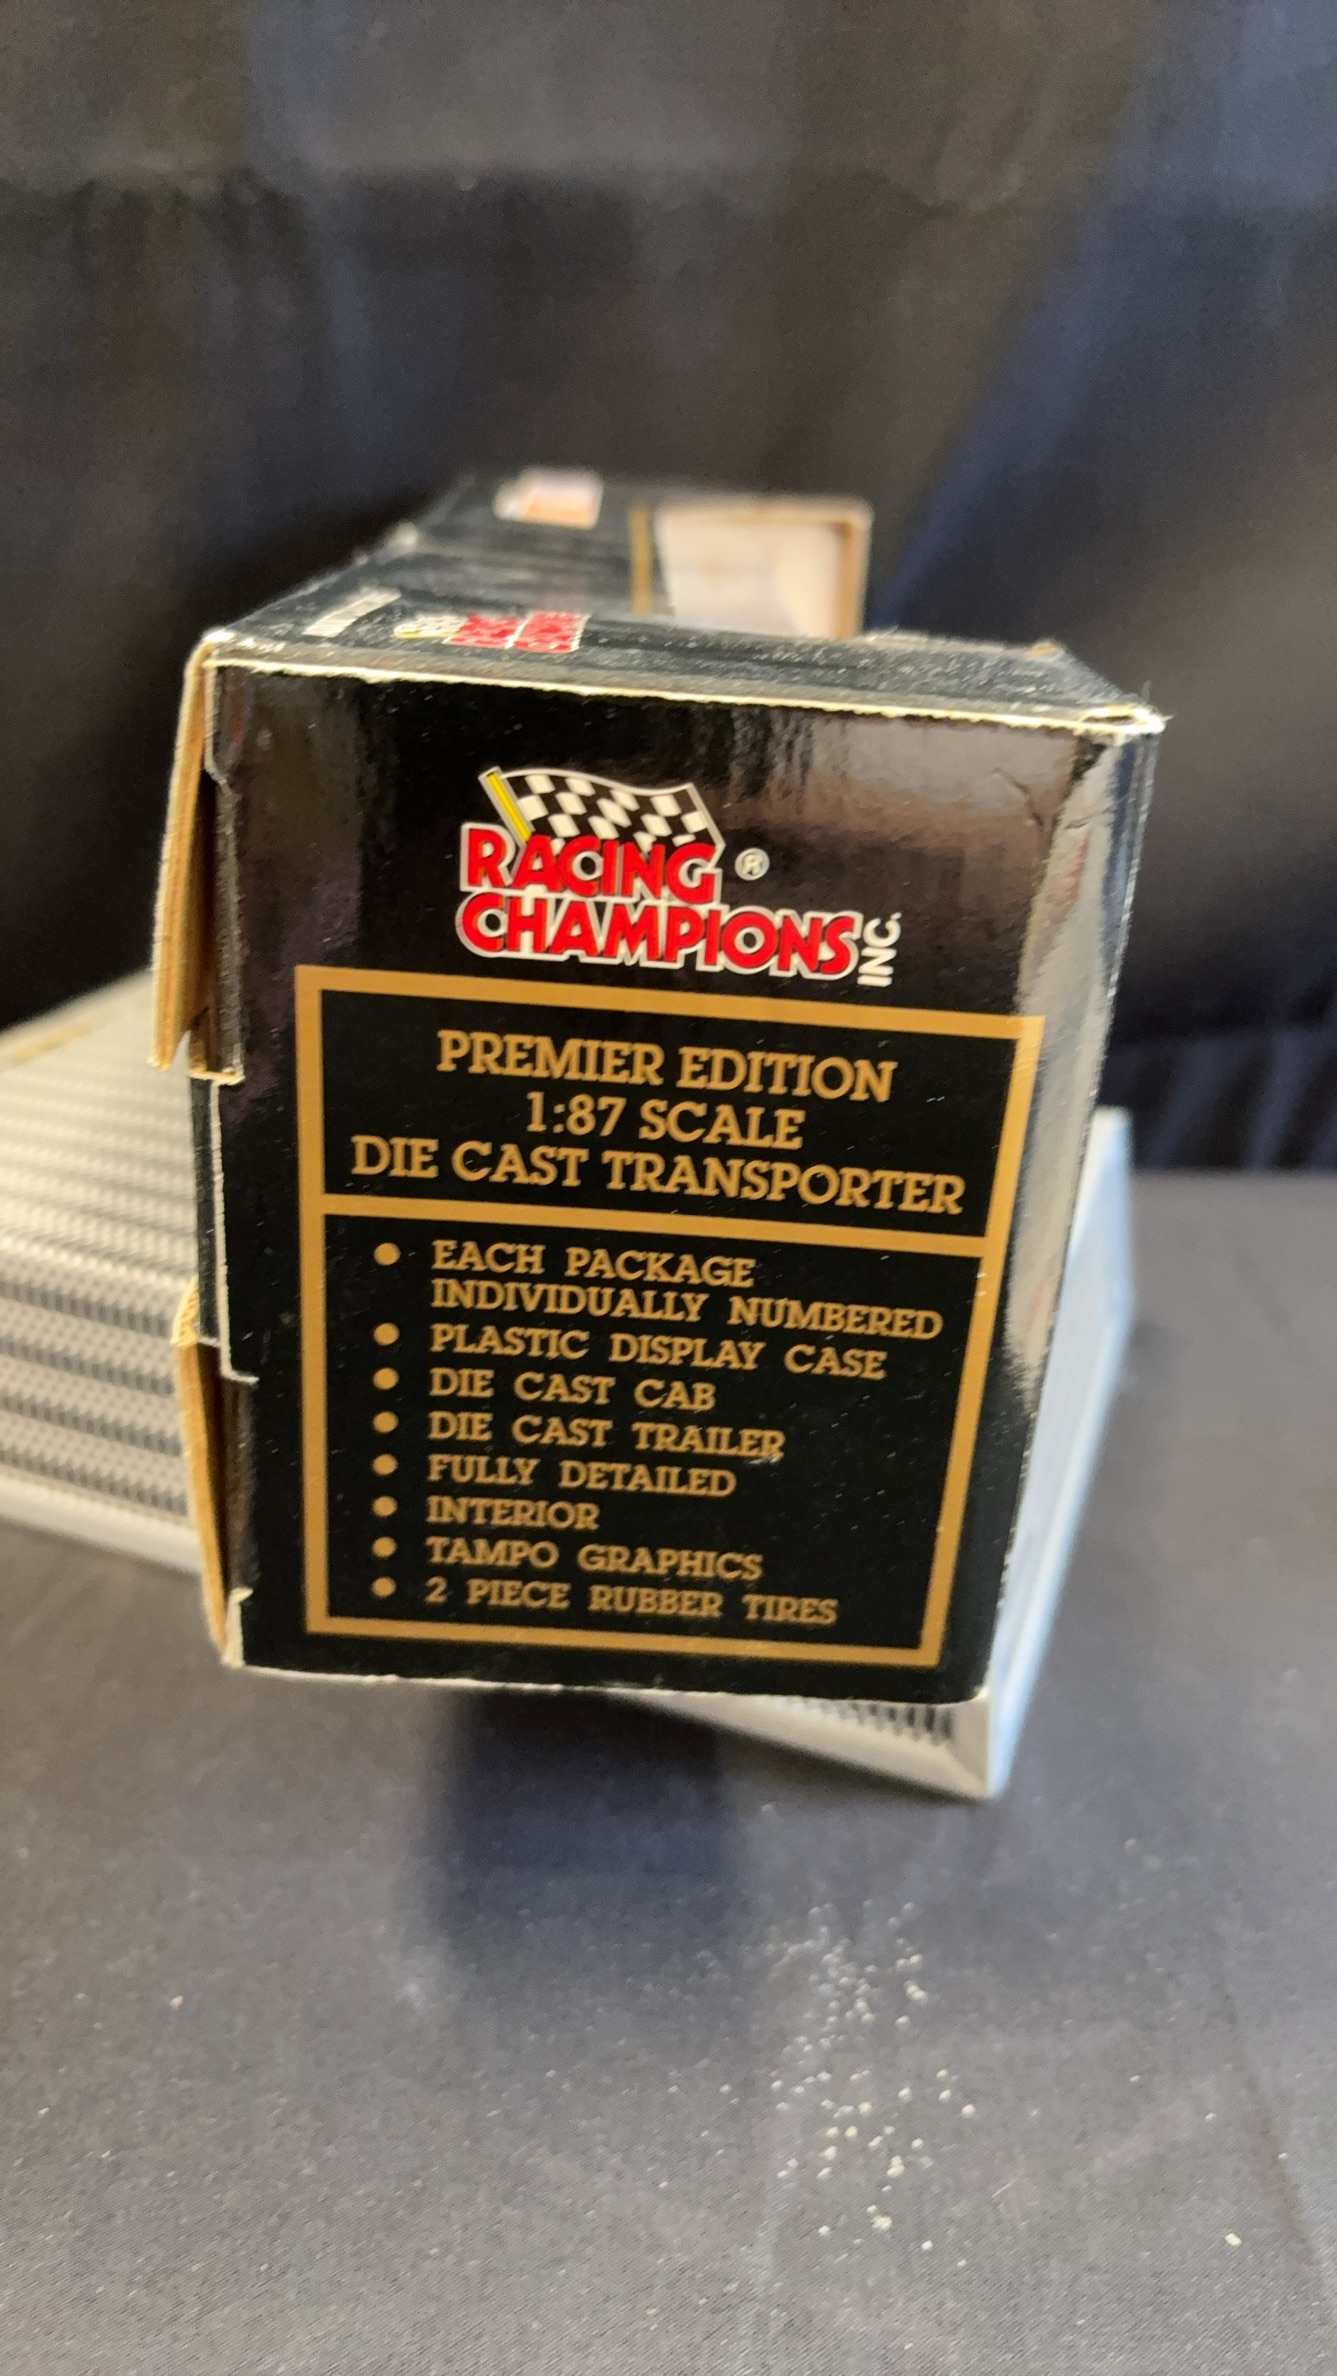 RACING ®
CHAMPIONS INC.
PREMIER EDITION
1:87 SCALE
DIE CAST TRANSPORTER
● EACH PACKAGE
INDIVIDUALLY NUMBERED
● PLASTIC DISPLAY CASE
● DIE CAST CAB
● DIE CAST TRAILER
● FULLY DETAILED
● INTERIOR
● TAMPO GRAPHICS
● 2 PIECE RUBBER TIRES